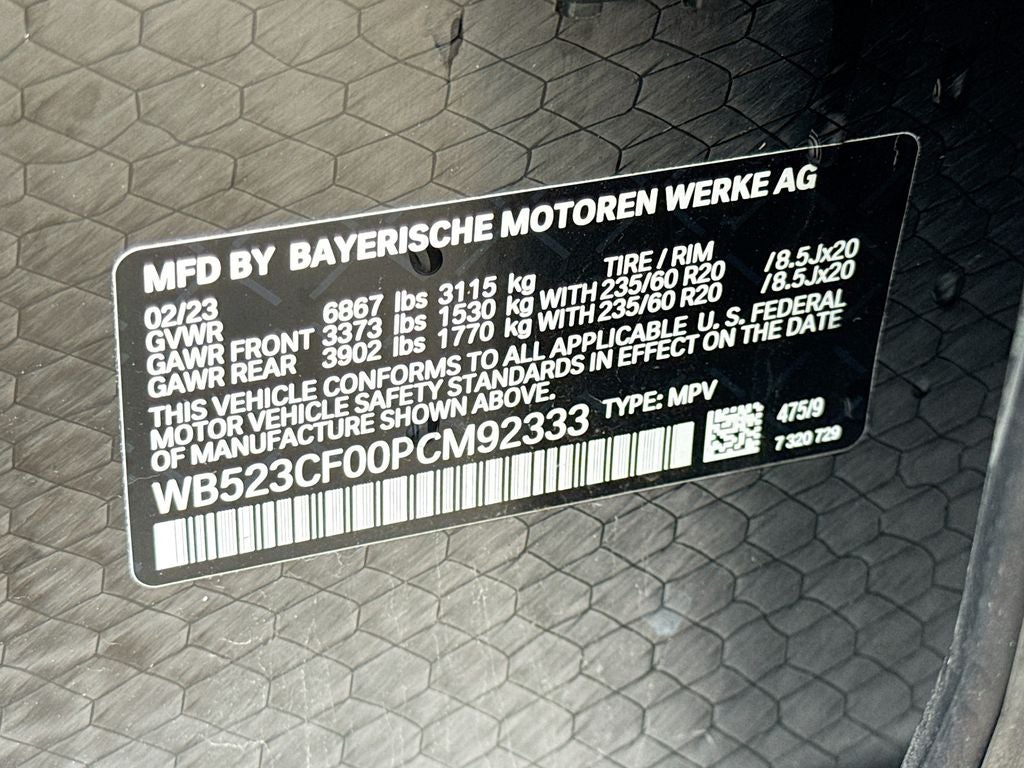 MFD BY BAYERISCHE MOTOREN WERKE AG
02/23 TIRE / RIM
GVWR 6867 lbs 3115 kg
GAWR FRONT 3373 lbs 1530 kg WITH 235/60 R20 /8.5Jx20
GAWR REAR 3902 lbs 1770 kg WITH 235/60 R20 /8.5Jx20
THIS VEHICLE CONFORMS TO ALL APPLICABLE U. S. FEDERAL
MOTOR VEHICLE SAFETY STANDARDS IN EFFECT ON THE DATE
OF MANUFACTURE SHOWN ABOVE.
WB523CF00PCM92333 TYPE: MPV
475/9
7 320 729